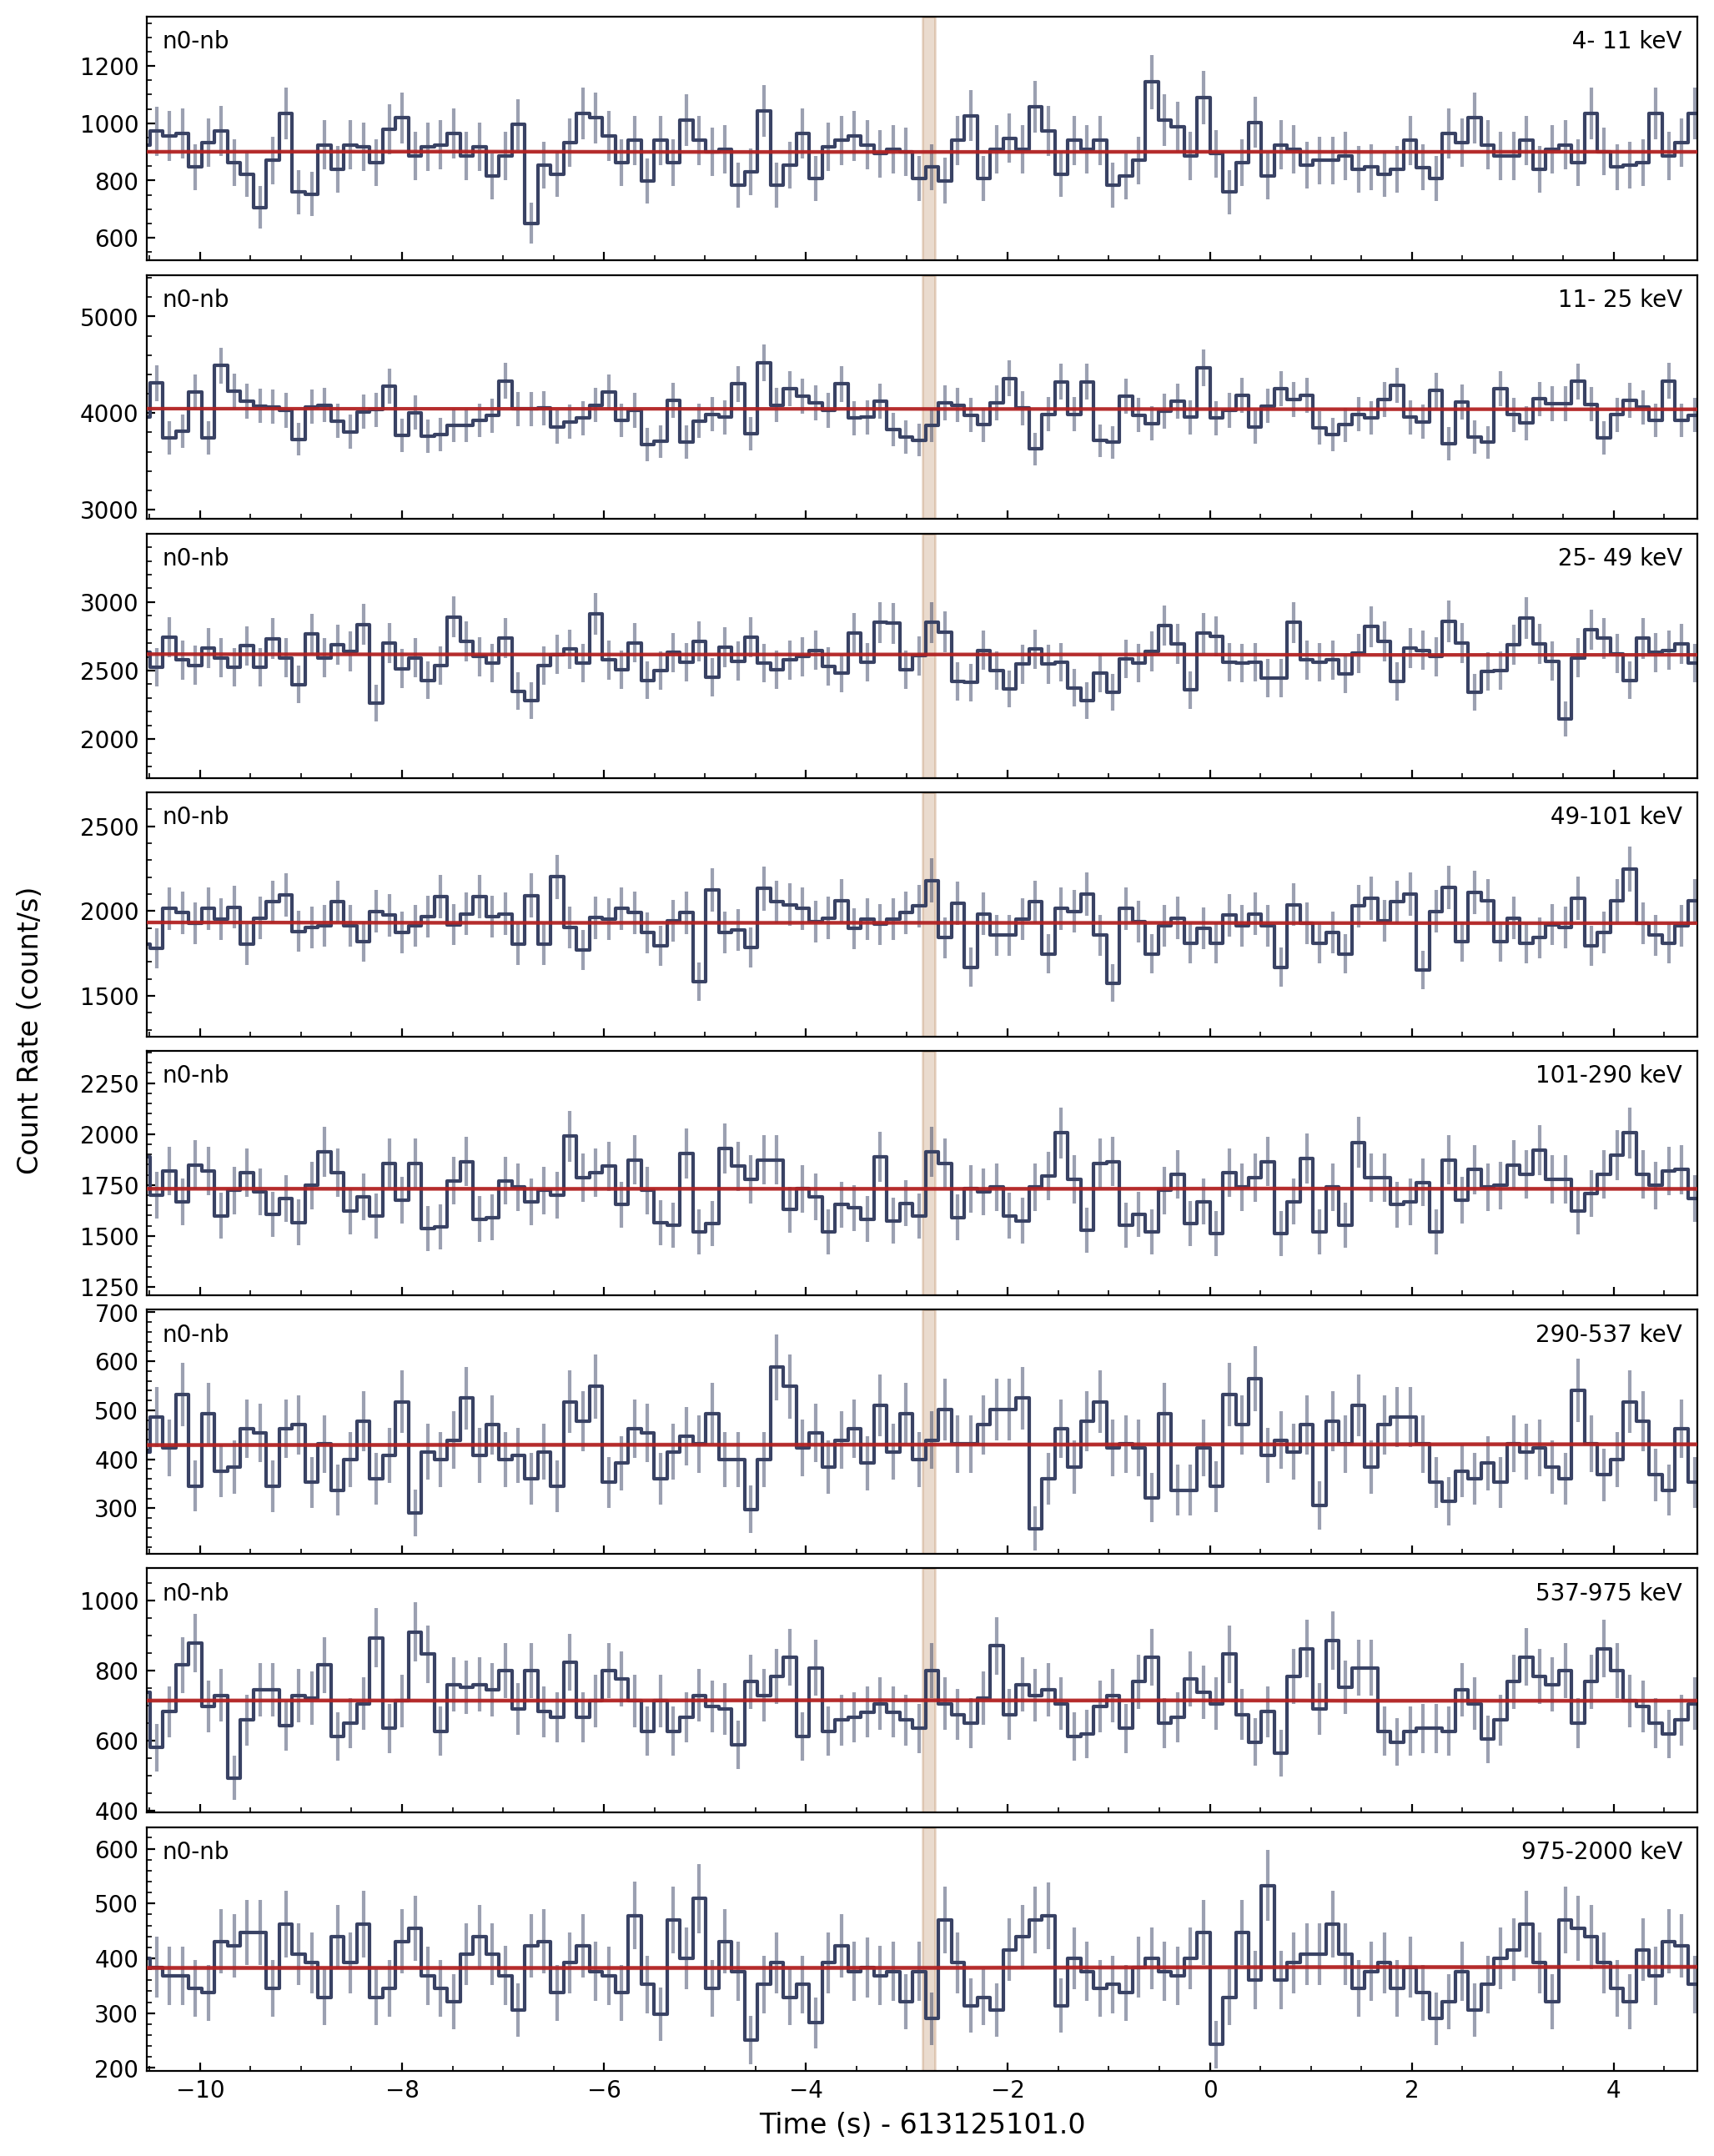 n0-nb 4- 11 keV
1200
1000
800
600
n0-nb 11- 25 keV
5000
4000
3000
n0-nb 25- 49 keV
3000
2500
2000
n0-nb 49-101 keV
2500
2000
1500
n0-nb 101-290 keV
2250
2000
1750
1500
1250
n0-nb 290-537 keV
700
600
500
400
300
n0-nb 537-975 keV
1000
800
600
400
n0-nb 975-2000 keV
600
500
400
300
200
−10 −8 −6 −4 −2 0 2 4
Time (s) - 613125101.0
Count Rate (count/s)